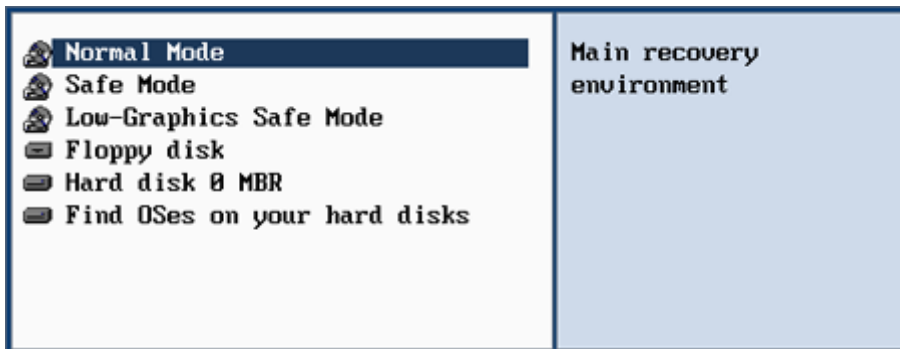 Normal Mode
Safe Mode
Low-Graphics Safe Mode
Floppy disk
Hard disk 0 MBR
Find OSes on your hard disks
Main recovery
environment